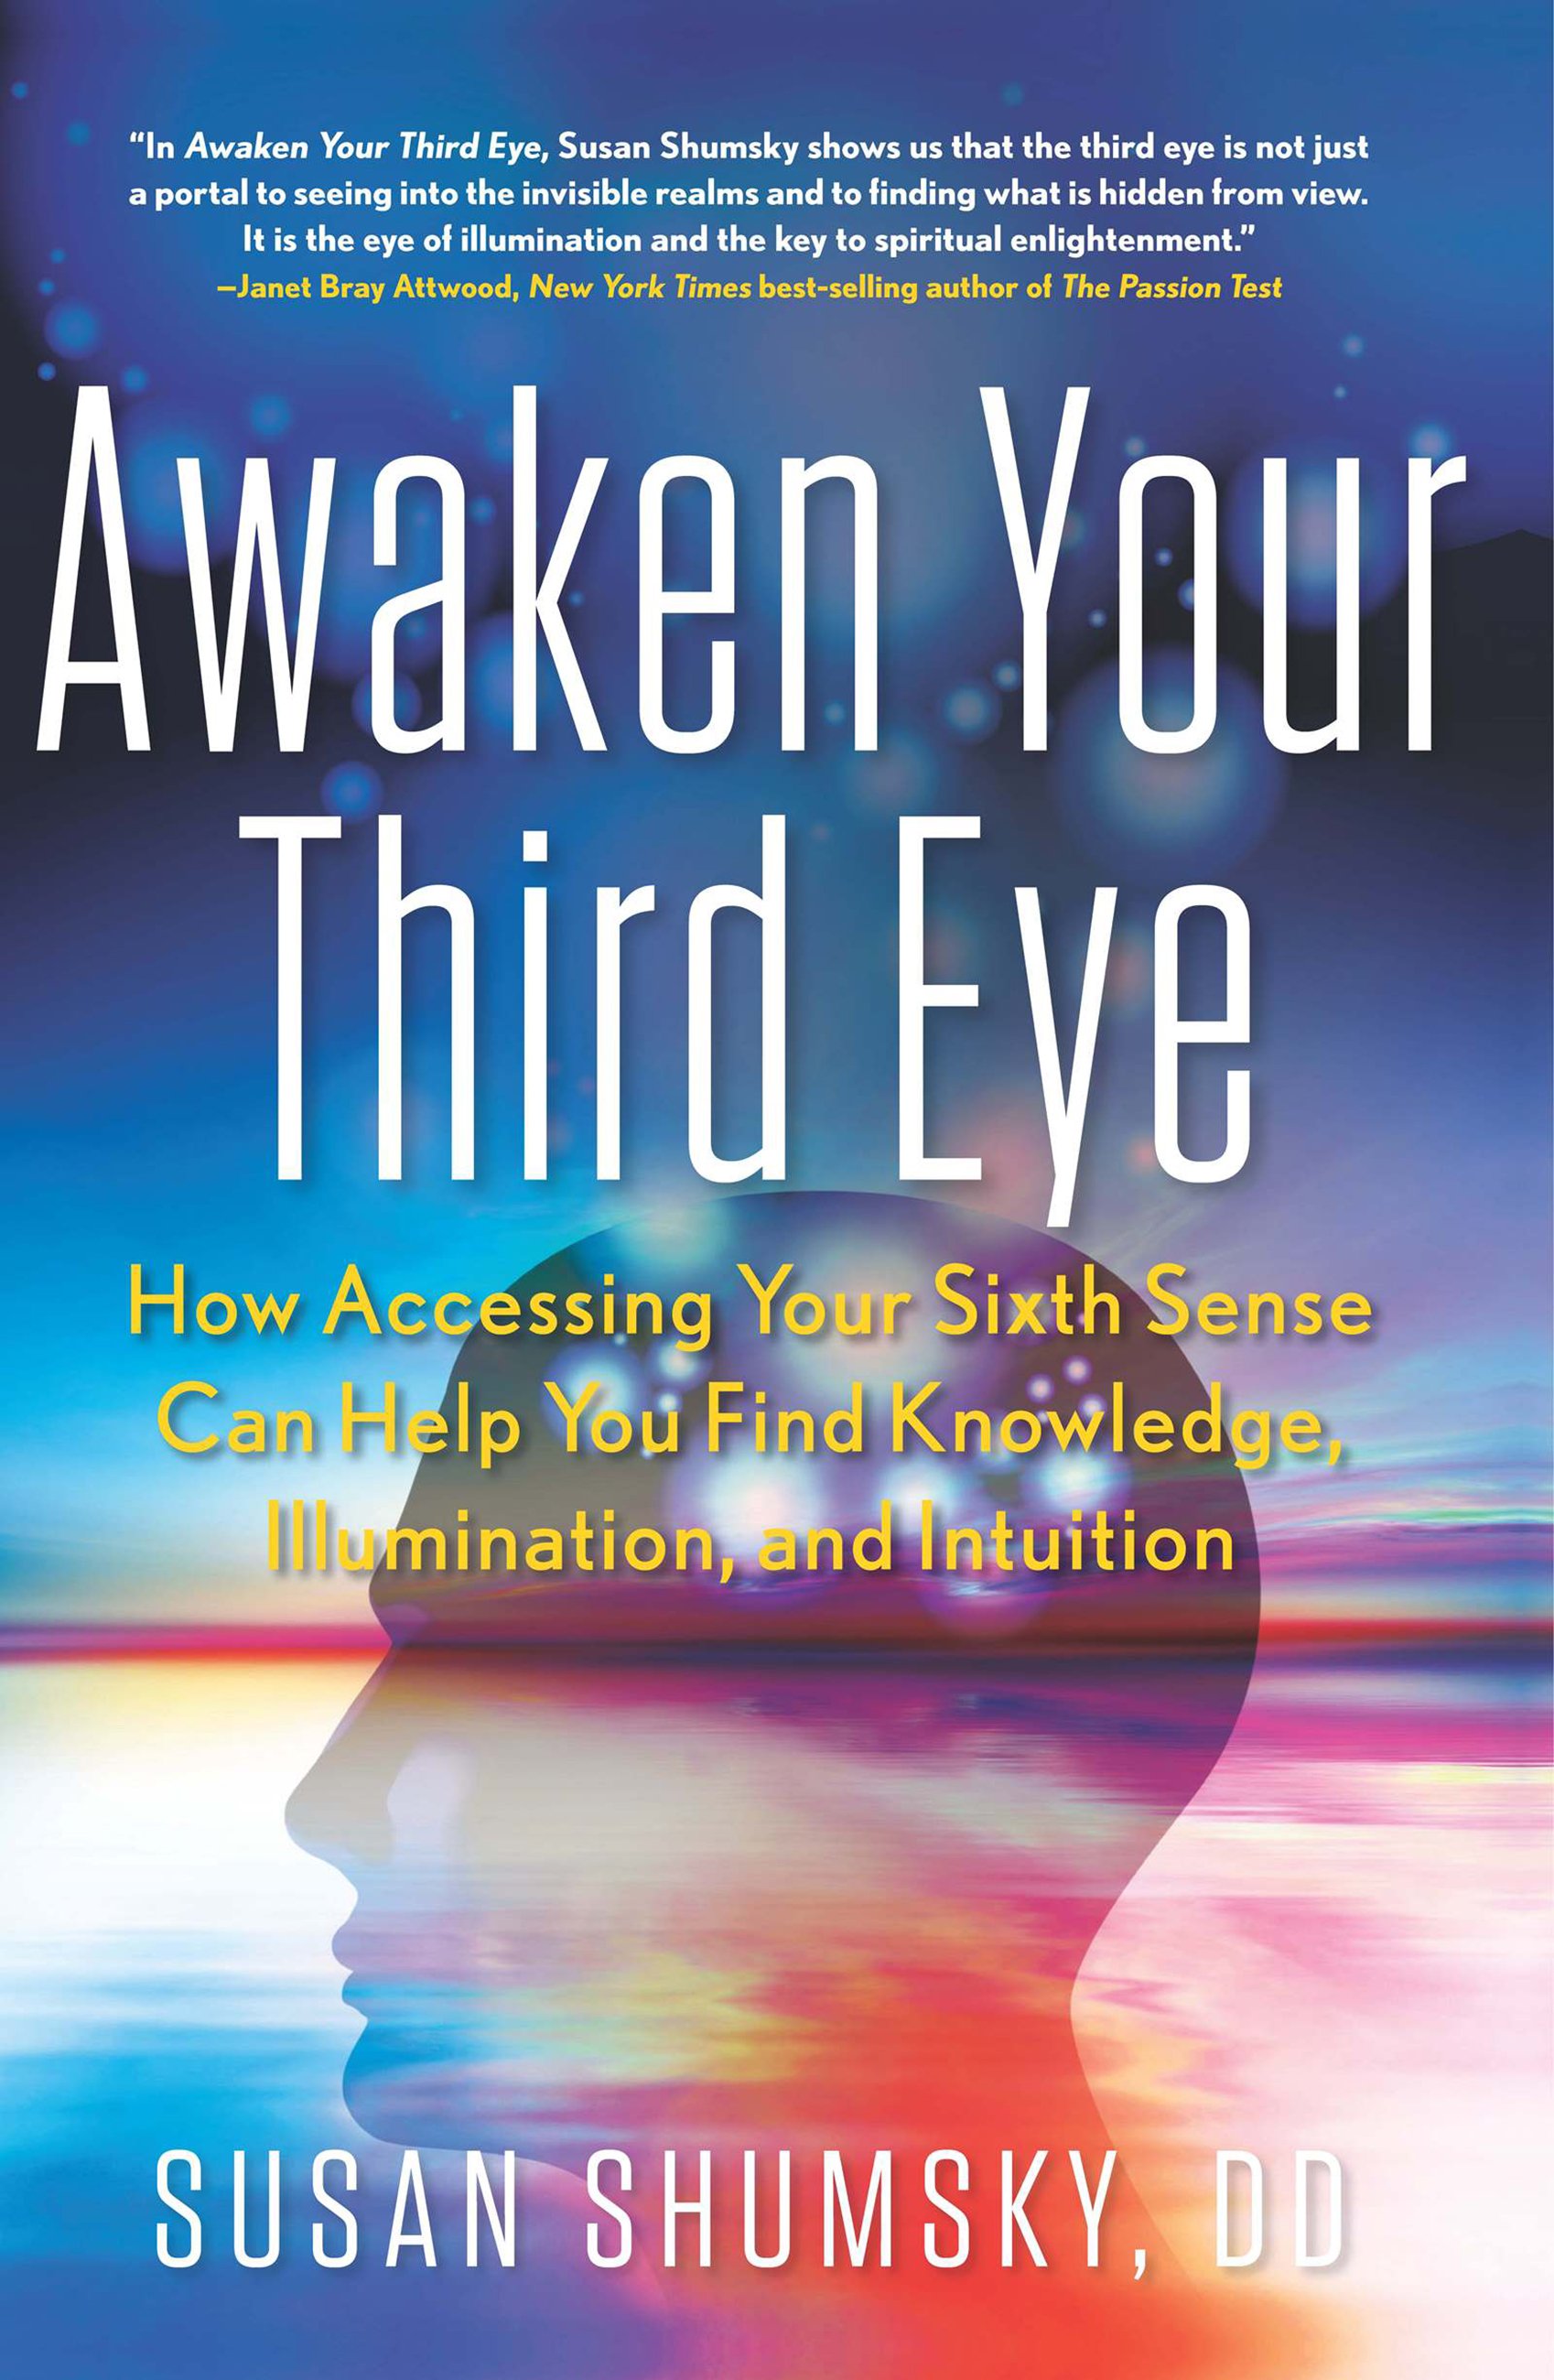 “In Awaken Your Third Eye, Susan Shumsky shows us that the third eye is not just
a portal to seeing into the invisible realms and to finding what is hidden from view.
It is the eye of illumination and the key to spiritual enlightenment.”
—Janet Bray Attwood, New York Times best-selling author of The Passion Test
Awaken Your
Third Eye
How Accessing Your Sixth Sense
Can Help You Find Knowledge,
Illumination, and Intuition
SUSAN SHUMSKY, DD